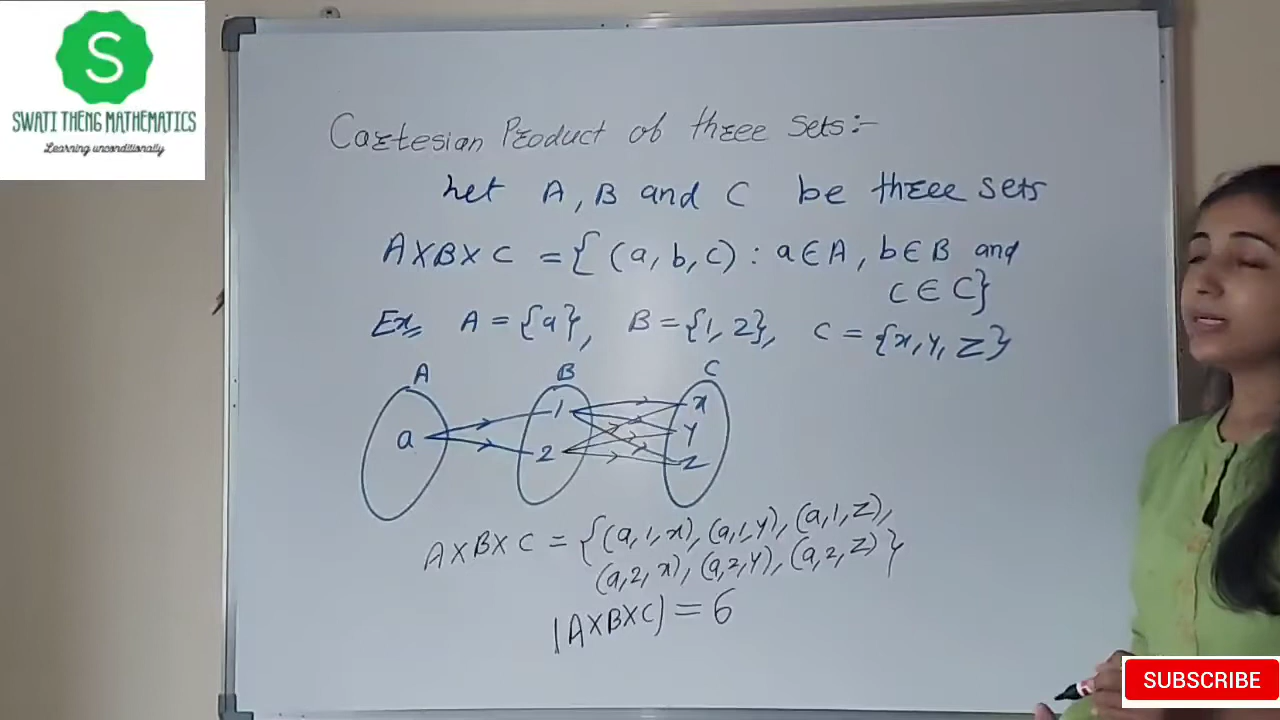 S
SWATI THENG MATHEMATICS
Learning unconditionally
Cartesian Product of three sets:-
Let A, B and C be three sets
A×B×C = { (a, b, c) : a∈A, b∈B and
c ∈ C}
Ex, A = {a}, B = {1, 2}, C = {x, y, z}
A B C
a 1 x
y
2 z
A×B×C = {(a,1,x), (a,1,y), (a,1,z),
(a,2,x), (a,2,y), (a,2,z)}
|A×B×C| = 6
SUBSCRIBE